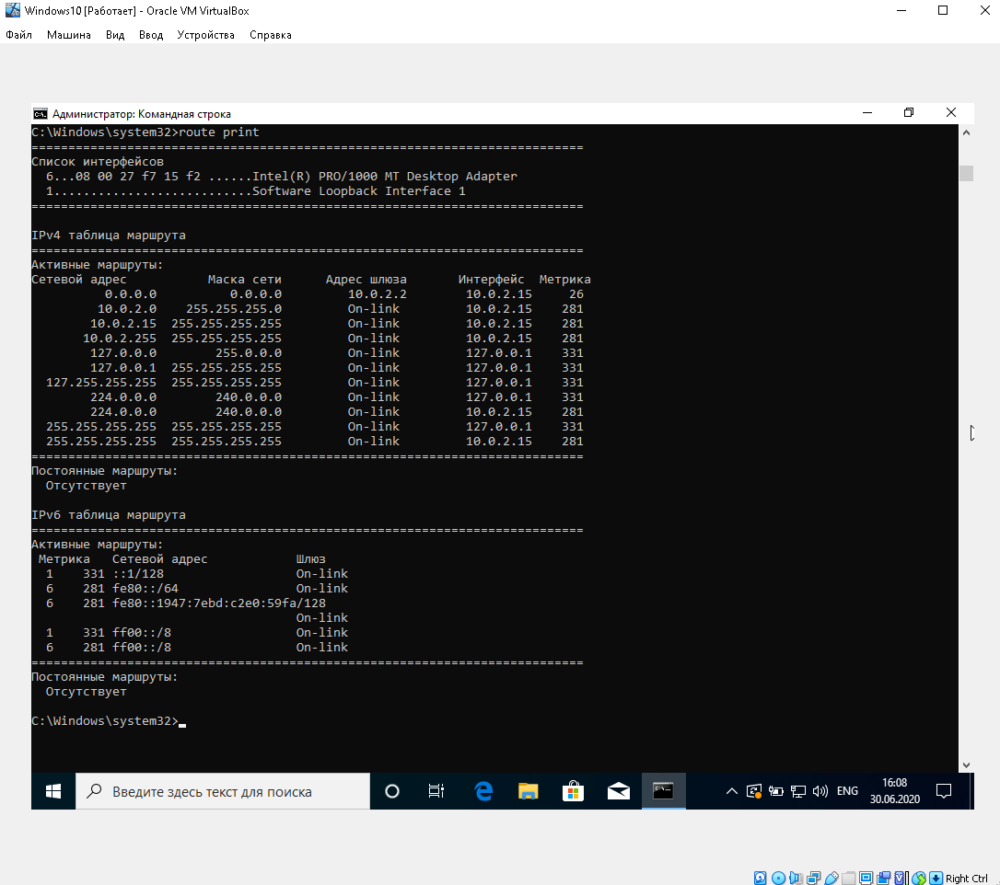 Windows10 [Работает] - Oracle VM VirtualBox
Файл Машина Вид Ввод Устройства Справка
Администратор: Командная строка
C:\Windows\system32>route print
===========================================================================
Список интерфейсов
  6...08 00 27 f7 15 f2 ......Intel(R) PRO/1000 MT Desktop Adapter
  1...........................Software Loopback Interface 1
===========================================================================
IPv4 таблица маршрута
===========================================================================
Активные маршруты:
Сетевой адрес           Маска сети      Адрес шлюза       Интерфейс  Метрика
          0.0.0.0          0.0.0.0         10.0.2.2        10.0.2.15     26
         10.0.2.0    255.255.255.0         On-link         10.0.2.15    281
        10.0.2.15  255.255.255.255         On-link         10.0.2.15    281
       10.0.2.255  255.255.255.255         On-link         10.0.2.15    281
        127.0.0.0        255.0.0.0         On-link         127.0.0.1    331
        127.0.0.1  255.255.255.255         On-link         127.0.0.1    331
  127.255.255.255  255.255.255.255         On-link         127.0.0.1    331
        224.0.0.0        240.0.0.0         On-link         127.0.0.1    331
        224.0.0.0        240.0.0.0         On-link         10.0.2.15    281
  255.255.255.255  255.255.255.255         On-link         127.0.0.1    331
  255.255.255.255  255.255.255.255         On-link         10.0.2.15    281
===========================================================================
Постоянные маршруты:
  Отсутствует
IPv6 таблица маршрута
===========================================================================
Активные маршруты:
 Метрика   Сетевой адрес            Шлюз
  1    331 ::1/128                  On-link
  6    281 fe80::/64                On-link
  6    281 fe80::1947:7ebd:c2e0:59fa/128
                                    On-link
  1    331 ff00::/8                 On-link
  6    281 ff00::/8                 On-link
===========================================================================
Постоянные маршруты:
  Отсутствует
C:\Windows\system32>
Введите здесь текст для поиска
ENG
16:08
30.06.2020
Right Ctrl